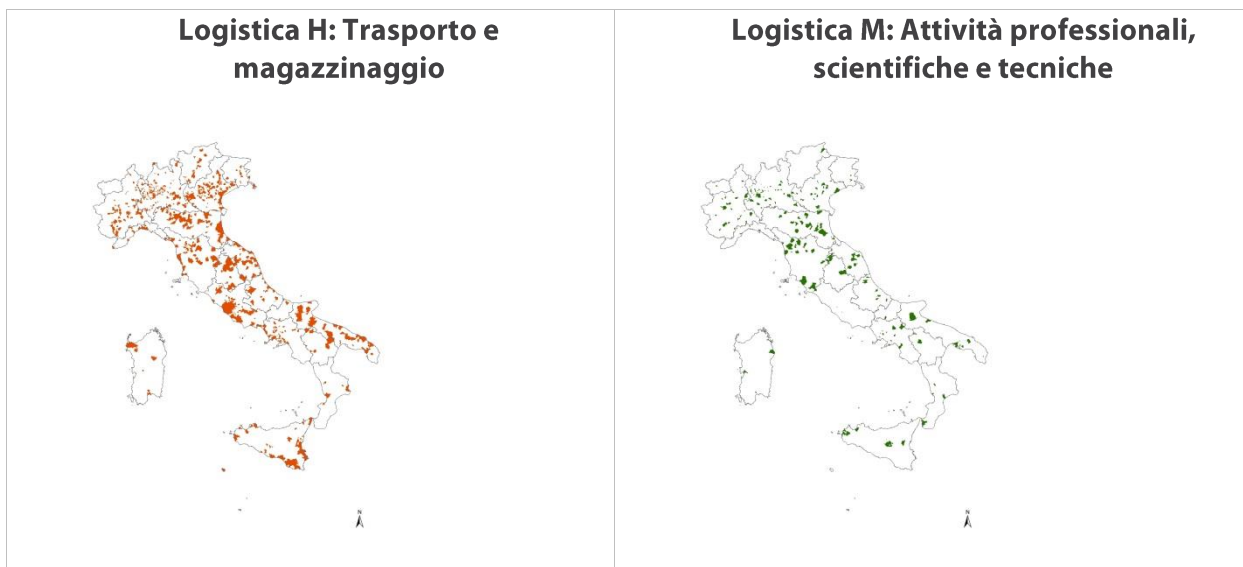 Logistica H: Trasporto e
magazzinaggio
Logistica M: Attività professionali,
scientifiche e tecniche
N
N